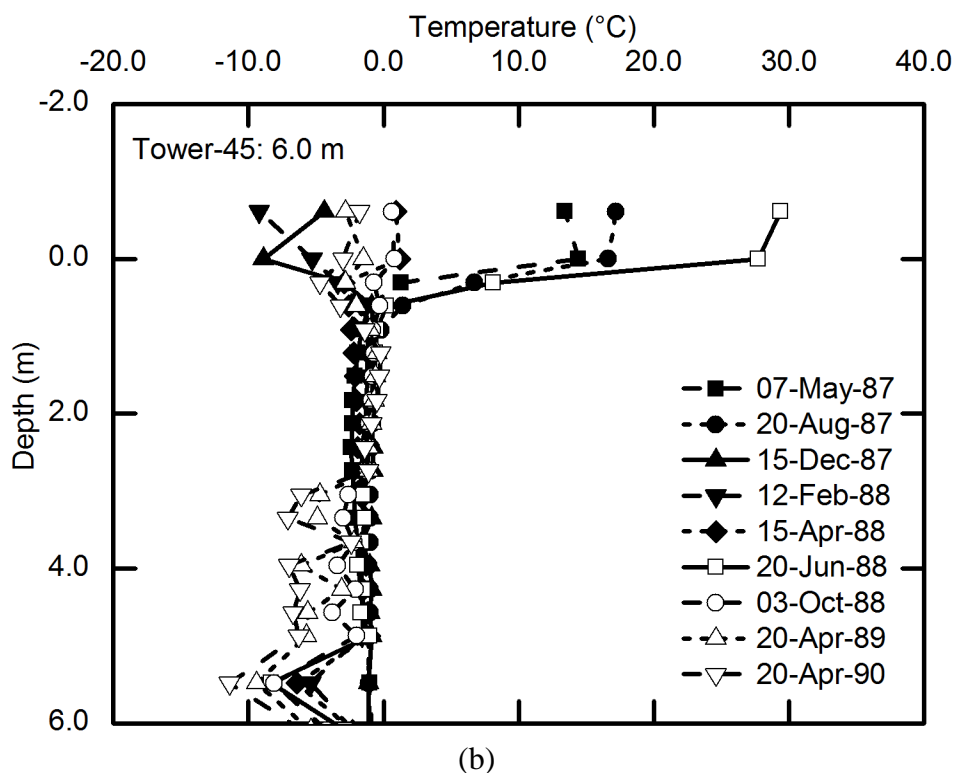 Temperature (°C)
-20.0 -10.0 0.0 10.0 20.0 30.0 40.0
-2.0
Tower-45: 6.0 m
0.0
2.0
4.0
6.0
Depth (m)
07-May-87
20-Aug-87
15-Dec-87
12-Feb-88
15-Apr-88
20-Jun-88
03-Oct-88
20-Apr-89
20-Apr-90
(b)